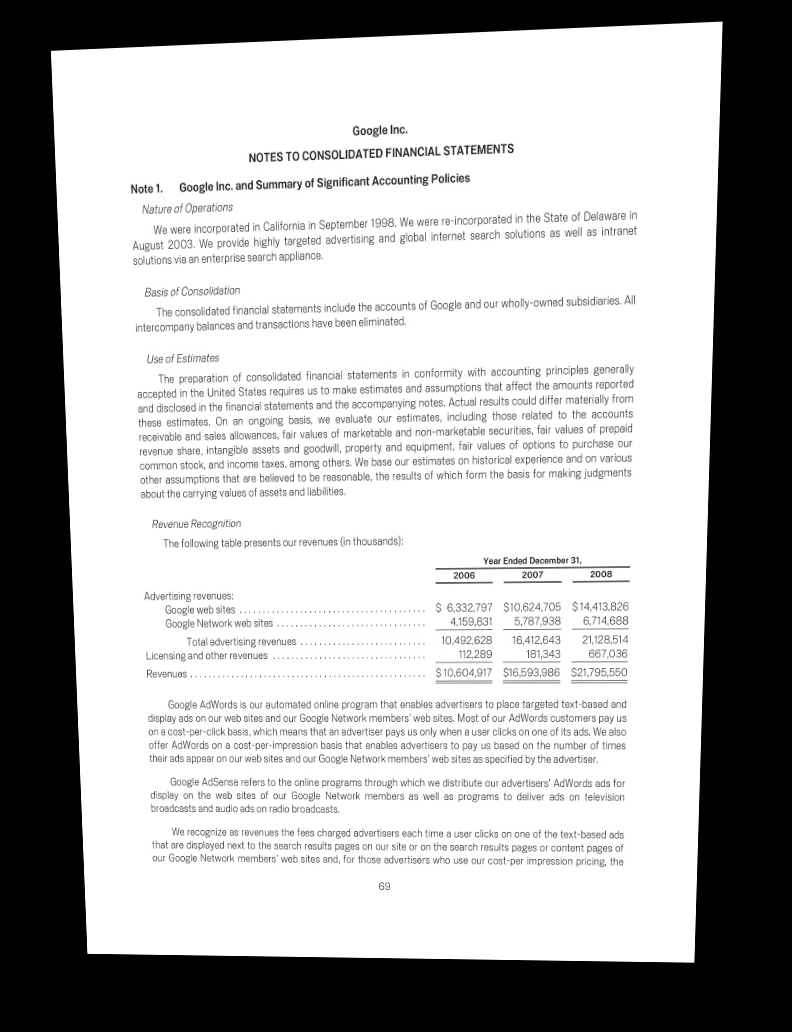 Google Inc.
NOTES TO CONSOLIDATED FINANCIAL STATEMENTS
Note 1. Google Inc. and Summary of Significant Accounting Policies
Nature of Operations
We were incorporated in California in September 1998. We were re-incorporated in the State of Delaware in
August 2003. We provide highly targeted advertising and global internet search solutions as well as intranet
solutions via an enterprise search appliance.
Basis of Consolidation
The consolidated financial statements include the accounts of Google and our wholly-owned subsidiaries. All
intercompany balances and transactions have been eliminated.
Use of Estimates
The preparation of consolidated financial statements in conformity with accounting principles generally
accepted in the United States requires us to make estimates and assumptions that affect the amounts reported
and disclosed in the financial statements and the accompanying notes. Actual results could differ materially from
these estimates. On an ongoing basis, we evaluate our estimates, including those related to the accounts
receivable and sales allowances, fair values of marketable and non-marketable securities, fair values of prepaid
revenue share, intangible assets and goodwill, property and equipment, fair values of options to purchase our
common stock, and income taxes, among others. We base our estimates on historical experience and on various
other assumptions that are believed to be reasonable, the results of which form the basis for making judgments
about the carrying values of assets and liabilities.
Revenue Recognition
The following table presents our revenues (in thousands):
Year Ended December 31,
2006 2007 2008
Advertising revenues:
Google web sites ........ $ 6,332,797 $10,624,705 $14,413,826
Google Network web sites ........ 4,159,831 5,787,938 6,714,688
Total advertising revenues ........ 10,492,628 16,412,643 21,128,514
Licensing and other revenues ........ 112,289 181,343 667,036
Revenues ........ $10,604,917 $16,593,986 $21,795,550
Google AdWords is our automated online program that enables advertisers to place targeted text-based and
display ads on our web sites and our Google Network members' web sites. Most of our AdWords customers pay us
on a cost-per-click basis, which means that an advertiser pays us only when a user clicks on one of its ads. We also
offer AdWords on a cost-per-impression basis that enables advertisers to pay us based on the number of times
their ads appear on our web sites and our Google Network members' web sites as specified by the advertiser.
Google AdSense refers to the online programs through which we distribute our advertisers' AdWords ads for
display on the web sites of our Google Network members as well as programs to deliver ads on television
broadcasts and audio ads on radio broadcasts.
We recognize as revenues the fees charged advertisers each time a user clicks on one of the text-based ads
that are displayed next to the search results pages on our site or on the search results pages or content pages of
our Google Network members' web sites and, for those advertisers who use our cost-per impression pricing, the
69